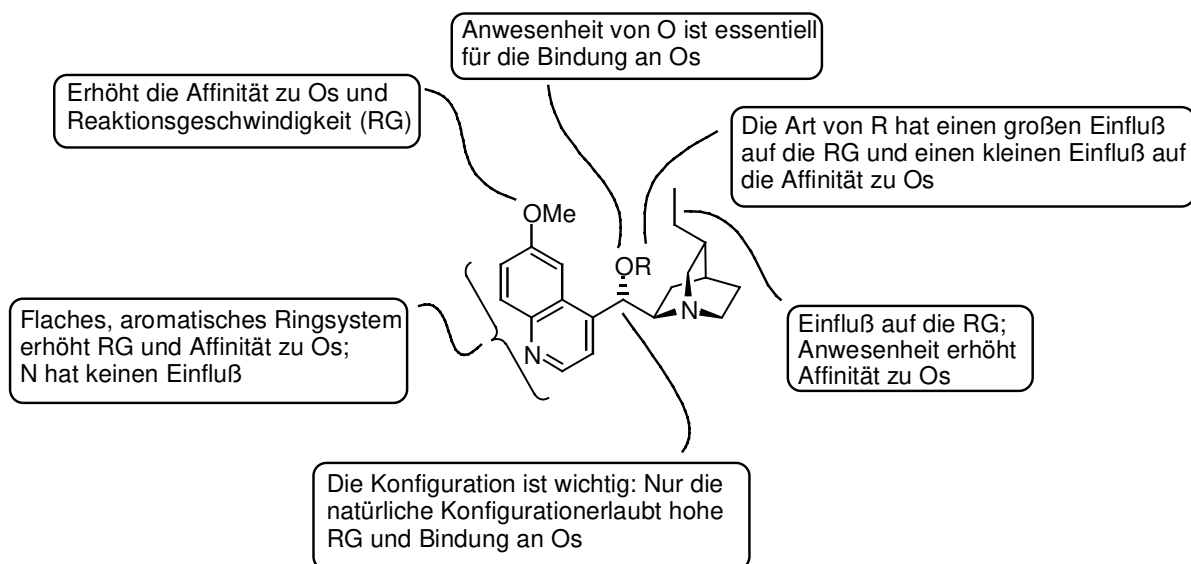 Anwesenheit von O ist essentiell
für die Bindung an Os
Erhöht die Affinität zu Os und
Reaktionsgeschwindigkeit (RG)
Die Art von R hat einen großen Einfluß
auf die RG und einen kleinen Einfluß auf
die Affinität zu Os
OMe
OR
N
N
Flaches, aromatisches Ringsystem
erhöht RG und Affinität zu Os;
N hat keinen Einfluß
Einfluß auf die RG;
Anwesenheit erhöht
Affinität zu Os
Die Konfiguration ist wichtig: Nur die
natürliche Konfigurationerlaubt hohe
RG und Bindung an Os